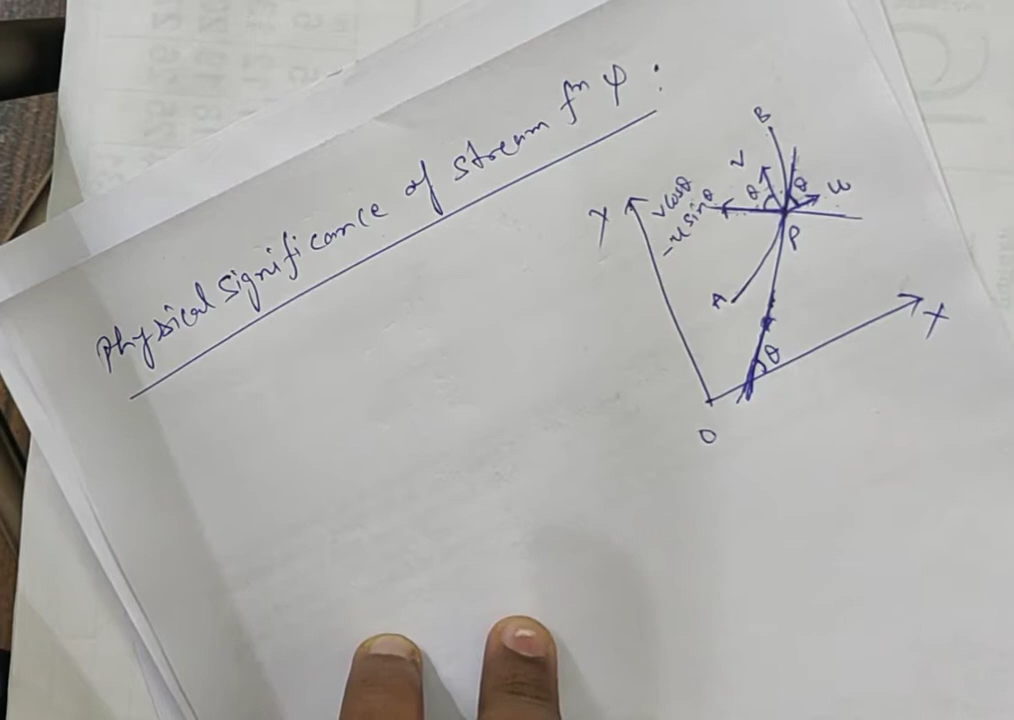 Physical significance of stream fn ψ :
B
v
θ
θ
u
Y
v cosθ
-u sinθ
P
A
θ
X
O